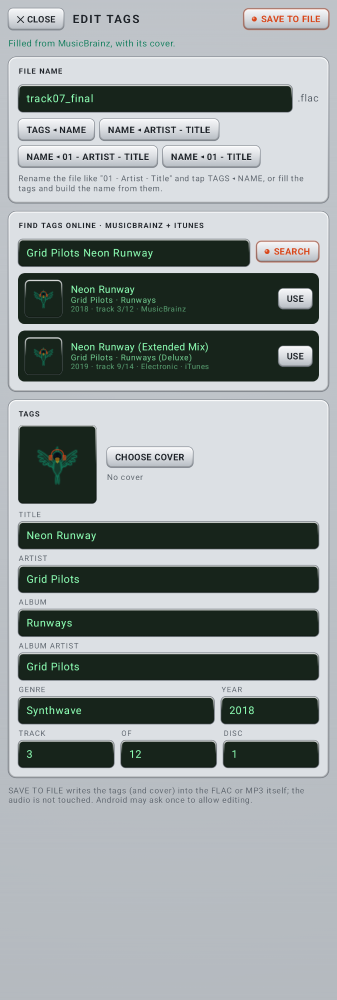 × CLOSE
EDIT TAGS
SAVE TO FILE
Filled from MusicBrainz, with its cover.
FILE NAME
track07_final
.flac
TAGS ◂ NAME
NAME ◂ ARTIST - TITLE
NAME ◂ 01 - ARTIST - TITLE
NAME ◂ 01 - TITLE
Rename the file like "01 - Artist - Title" and tap TAGS ◂ NAME, or fill the
tags and build the name from them.
FIND TAGS ONLINE · MUSICBRAINZ + ITUNES
Grid Pilots Neon Runway
SEARCH
Neon Runway
Grid Pilots · Runways
2018 · track 3/12 · MusicBrainz
USE
Neon Runway (Extended Mix)
Grid Pilots · Runways (Deluxe)
2019 · track 9/14 · Electronic · iTunes
USE
TAGS
CHOOSE COVER
No cover
TITLE
Neon Runway
ARTIST
Grid Pilots
ALBUM
Runways
ALBUM ARTIST
Grid Pilots
GENRE
YEAR
Synthwave
2018
TRACK
OF
DISC
3
12
1
SAVE TO FILE writes the tags (and cover) into the FLAC or MP3 itself; the
audio is not touched. Android may ask once to allow editing.